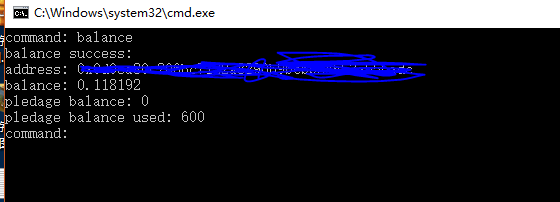 C:\Windows\system32\cmd.exe
command: balance
balance success:
address:
balance: 0.118192
pledage balance: 0
pledage balance used: 600
command: